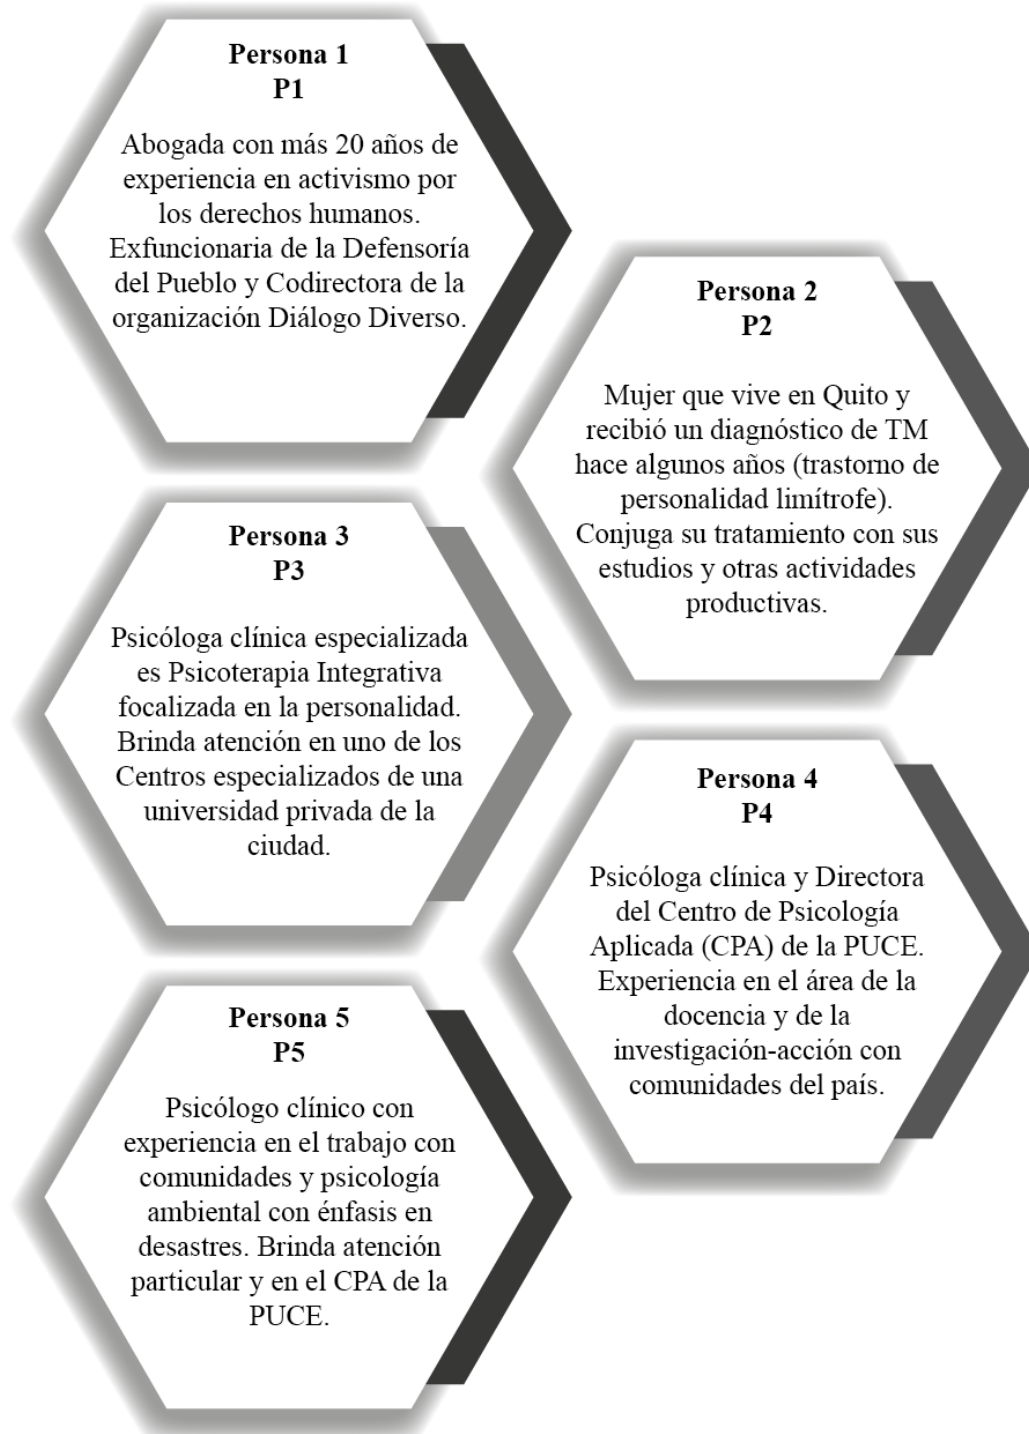 Persona 1
P1
Abogada con más 20 años de
experiencia en activismo por
los derechos humanos.
Exfuncionaria de la Defensoría
del Pueblo y Codirectora de la
organización Diálogo Diverso.
Persona 2
P2
Mujer que vive en Quito y
recibió un diagnóstico de TM
hace algunos años (trastorno de
personalidad limítrofe).
Conjuga su tratamiento con sus
estudios y otras actividades
productivas.
Persona 3
P3
Psicóloga clínica especializada
es Psicoterapia Integrativa
focalizada en la personalidad.
Brinda atención en uno de los
Centros especializados de una
universidad privada de la
ciudad.
Persona 4
P4
Psicóloga clínica y Directora
del Centro de Psicología
Aplicada (CPA) de la PUCE.
Experiencia en el área de la
docencia y de la
investigación-acción con
comunidades del país.
Persona 5
P5
Psicólogo clínico con
experiencia en el trabajo con
comunidades y psicología
ambiental con énfasis en
desastres. Brinda atención
particular y en el CPA de la
PUCE.